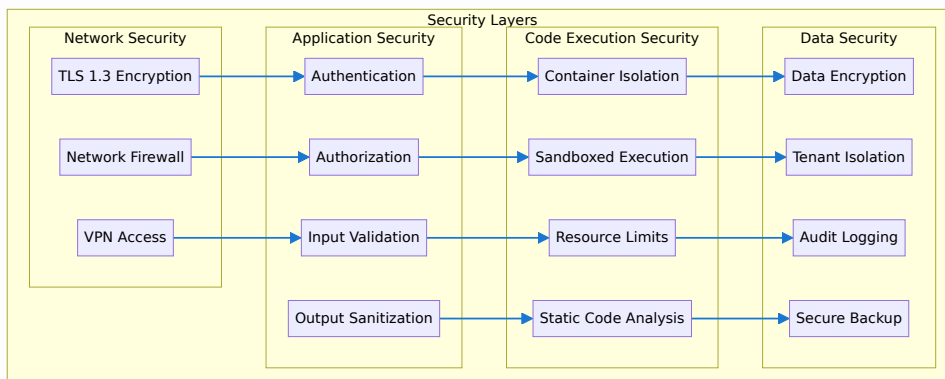 Security Layers
Network Security
Application Security
Code Execution Security
Data Security
TLS 1.3 Encryption
Authentication
Container Isolation
Data Encryption
Network Firewall
Authorization
Sandboxed Execution
Tenant Isolation
VPN Access
Input Validation
Resource Limits
Audit Logging
Output Sanitization
Static Code Analysis
Secure Backup